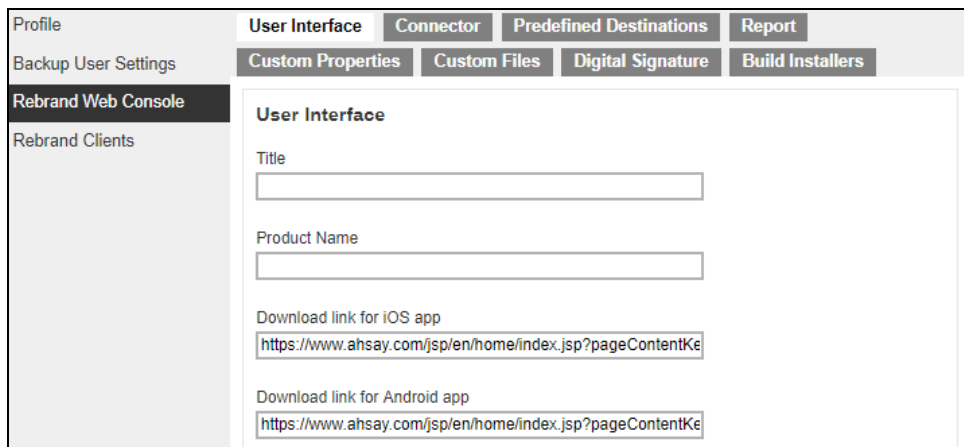 Profile
Backup User Settings
Rebrand Web Console
Rebrand Clients
User Interface Connector Predefined Destinations Report
Custom Properties Custom Files Digital Signature Build Installers
User Interface
Title
Product Name
Download link for iOS app
https://www.ahsay.com/jsp/en/home/index.jsp?pageContentKe
Download link for Android app
https://www.ahsay.com/jsp/en/home/index.jsp?pageContentKe